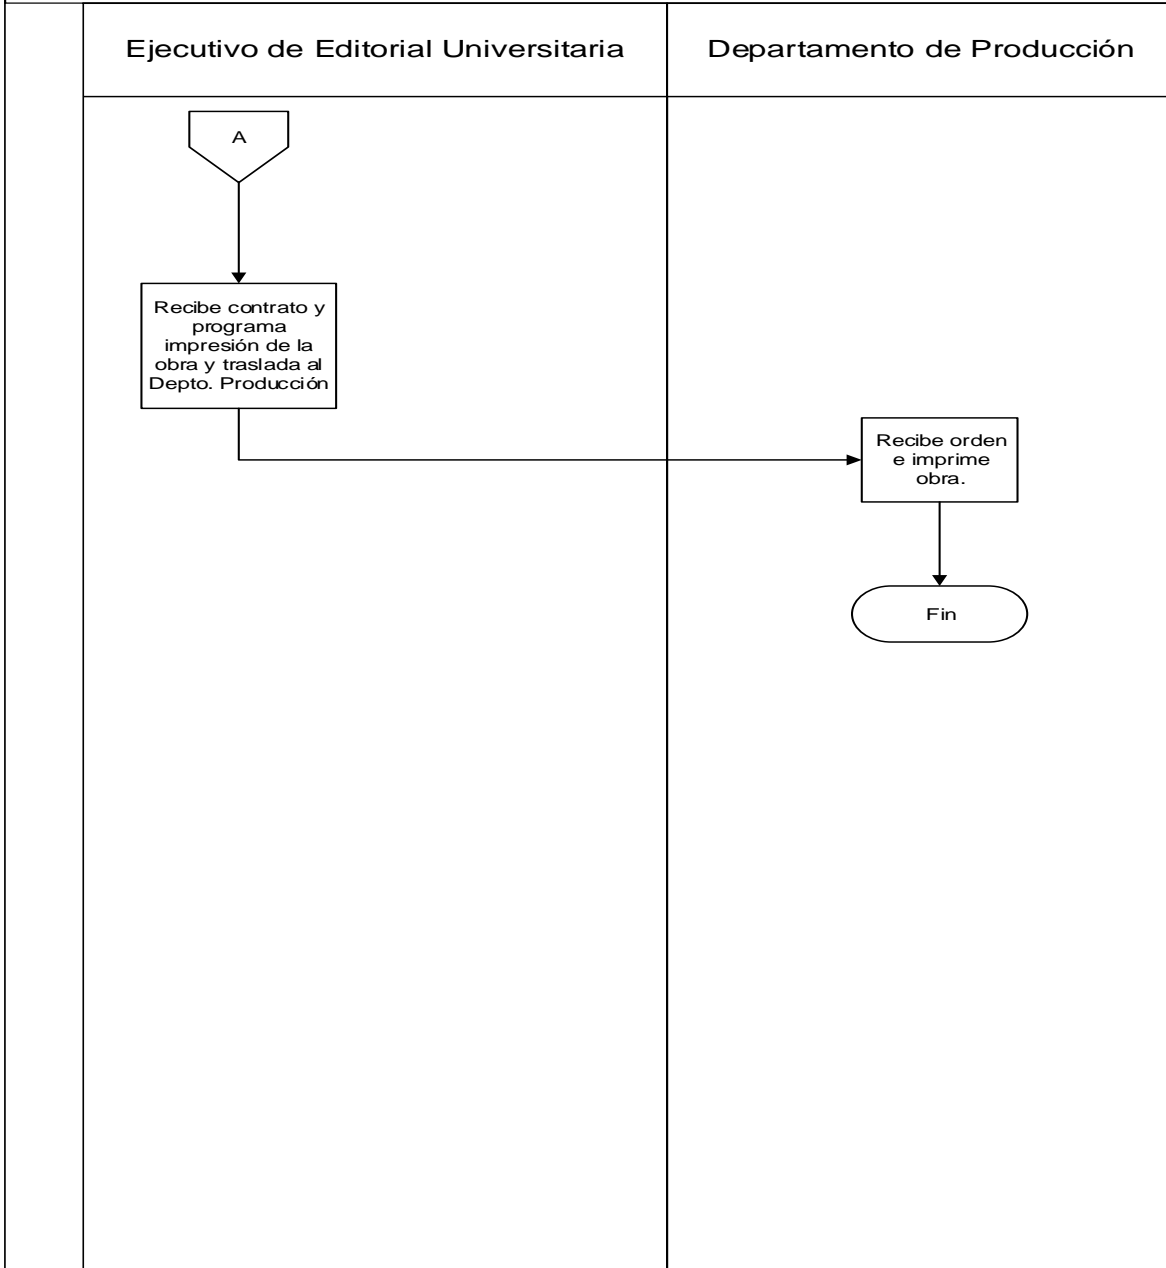 Ejecutivo de Editorial Universitaria
Departamento de Producción
A
Recibe contrato y
programa
impresión de la
obra y traslada al
Depto. Producción
Recibe orden
e imprime
obra.
Fin